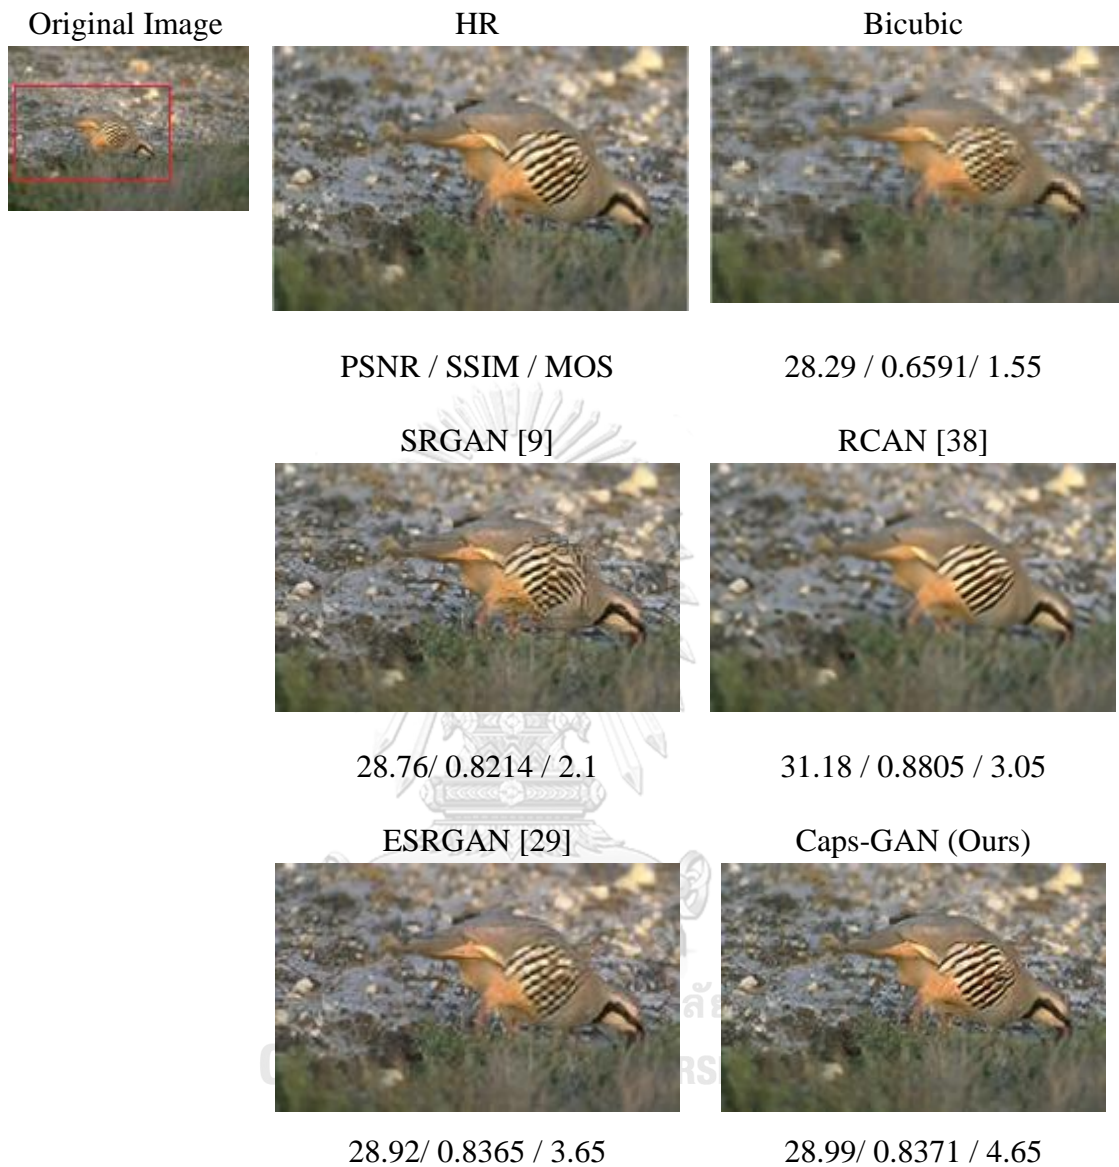 Original Image
HR
Bicubic
PSNR / SSIM / MOS
28.29 / 0.6591/ 1.55
SRGAN [9]
RCAN [38]
28.76/ 0.8214 / 2.1
31.18 / 0.8805 / 3.05
ESRGAN [29]
Caps-GAN (Ours)
28.92/ 0.8365 / 3.65
28.99/ 0.8371 / 4.65